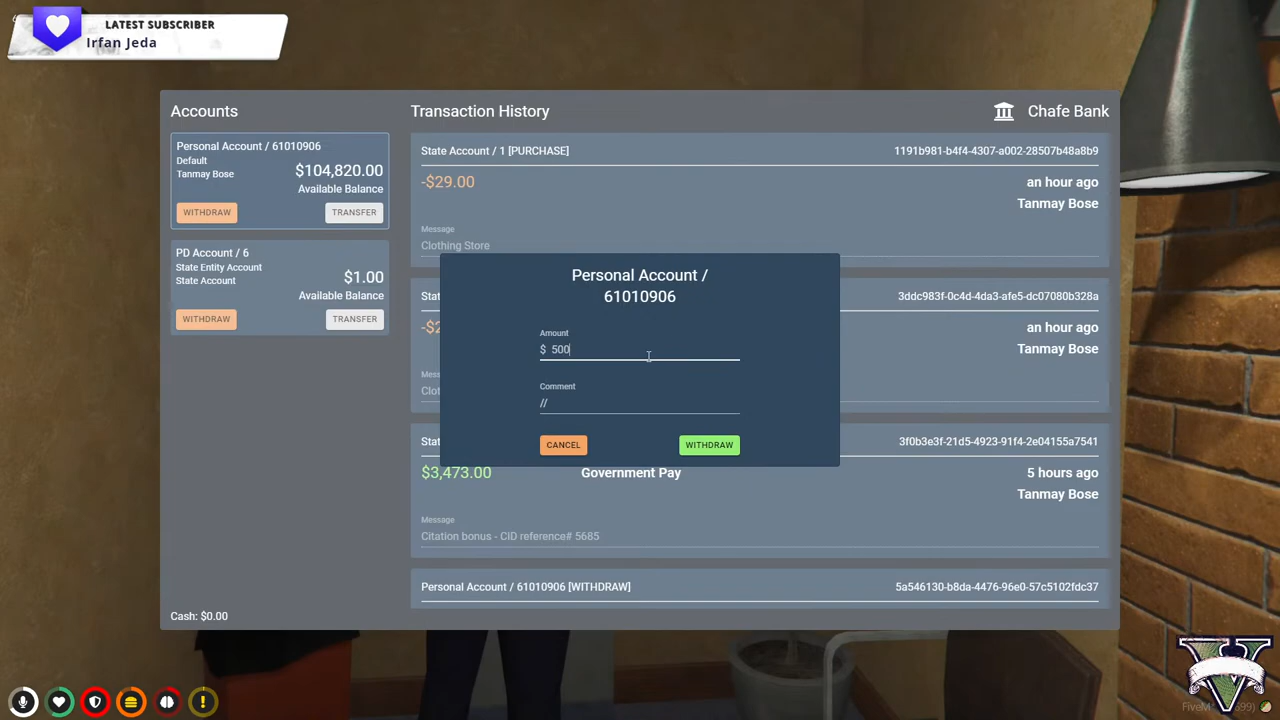 LATEST SUBSCRIBER
Irfan Jeda
Accounts
Personal Account / 61010906
Default
Tanmay Bose
$104,820.00
Available Balance
WITHDRAW
TRANSFER
PD Account / 6
State Entity Account
State Account
$1.00
Available Balance
WITHDRAW
TRANSFER
Cash: $0.00
Transaction History
Chafe Bank
State Account / 1 [PURCHASE]
1191b981-b4f4-4307-a002-28507b48a8b9
-$29.00
an hour ago
Tanmay Bose
Message
Clothing Store
3ddc983f-0c4d-4da3-afe5-dc07080b328a
an hour ago
Tanmay Bose
3f0b3e3f-21d5-4923-91f4-2e04155a7541
$3,473.00
Government Pay
5 hours ago
Tanmay Bose
Message
Citation bonus - CID reference# 5685
Personal Account / 61010906 [WITHDRAW]
5a546130-b8da-4476-96e0-57c5102fdc37
Personal Account /
61010906
Amount
$ 500
Comment
//
CANCEL
WITHDRAW